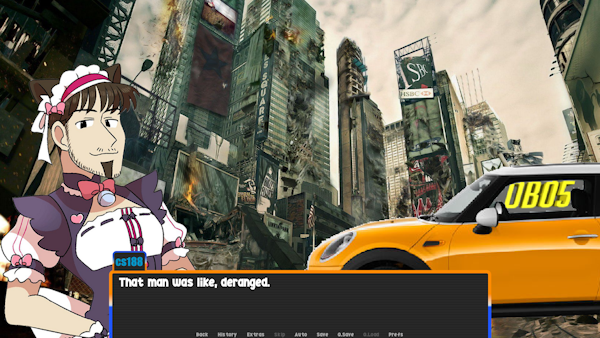 HSBC
OB05
cs188
That man was like, deranged.
Back History Extras Skip Auto Save Q.Save Q.Load Prefs